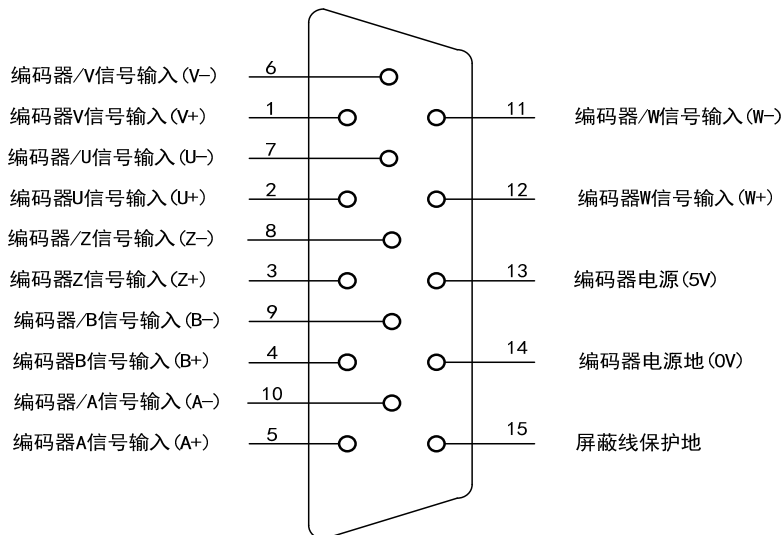 编码器/V信号输入(V-) 6
编码器V信号输入(V+) 1 11 编码器/W信号输入(W-)
编码器/U信号输入(U-) 7
编码器U信号输入(U+) 2 12 编码器W信号输入(W+)
编码器/Z信号输入(Z-) 8
编码器Z信号输入(Z+) 3 13 编码器电源(5V)
编码器/B信号输入(B-) 9
编码器B信号输入(B+) 4 14 编码器电源地(0V)
编码器/A信号输入(A-) 10
编码器A信号输入(A+) 5 15 屏蔽线保护地